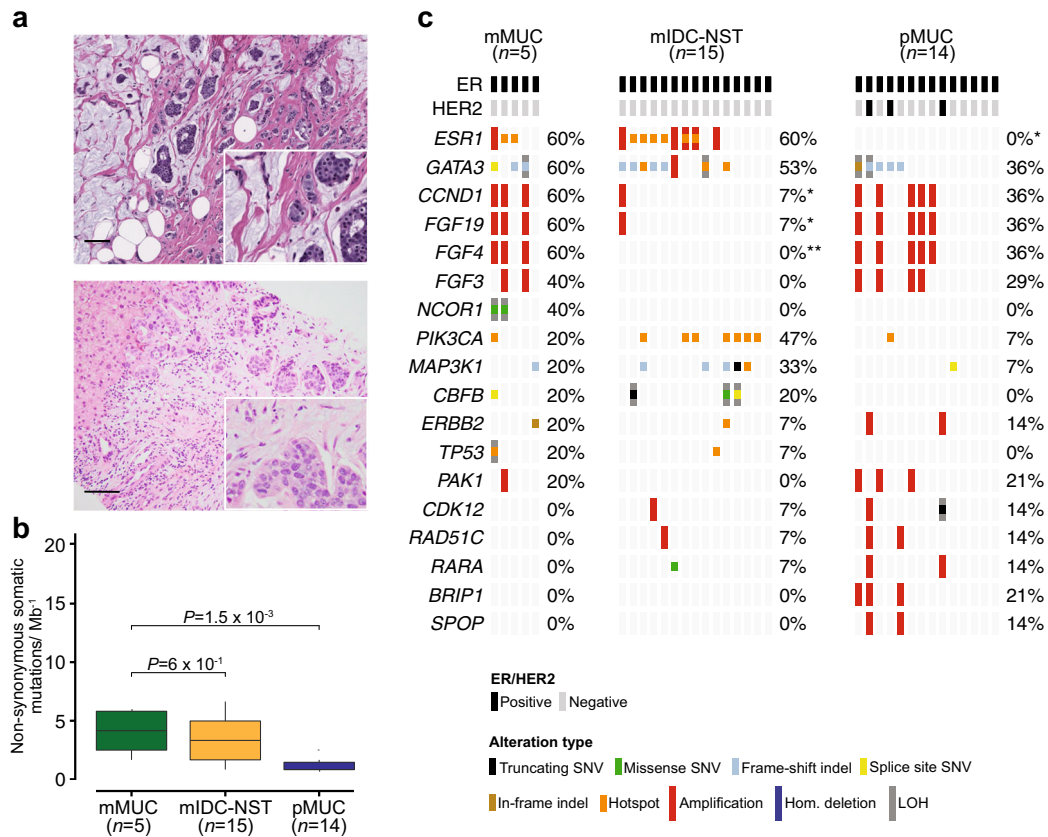 a
b
20
15
10
5
0
Non-synonymous somatic
mutations/ Mb-1
P=1.5 x 10-3
P=6 x 10-1
mMUC
(n=5)
mIDC-NST
(n=15)
pMUC
(n=14)
c
mMUC
(n=5)
mIDC-NST
(n=15)
pMUC
(n=14)
ER
HER2
ESR1 60% 60% 0%*
GATA3 60% 53% 36%
CCND1 60% 7%* 36%
FGF19 60% 7%* 36%
FGF4 60% 0%** 36%
FGF3 40% 0% 29%
NCOR1 40% 0% 0%
PIK3CA 20% 47% 7%
MAP3K1 20% 33% 7%
CBFB 20% 20% 0%
ERBB2 20% 7% 14%
TP53 20% 7% 0%
PAK1 20% 0% 21%
CDK12 0% 7% 14%
RAD51C 0% 7% 14%
RARA 0% 7% 14%
BRIP1 0% 0% 21%
SPOP 0% 0% 14%
ER/HER2
Positive Negative
Alteration type
Truncating SNV Missense SNV Frame-shift indel Splice site SNV
In-frame indel Hotspot Amplification Hom. deletion LOH